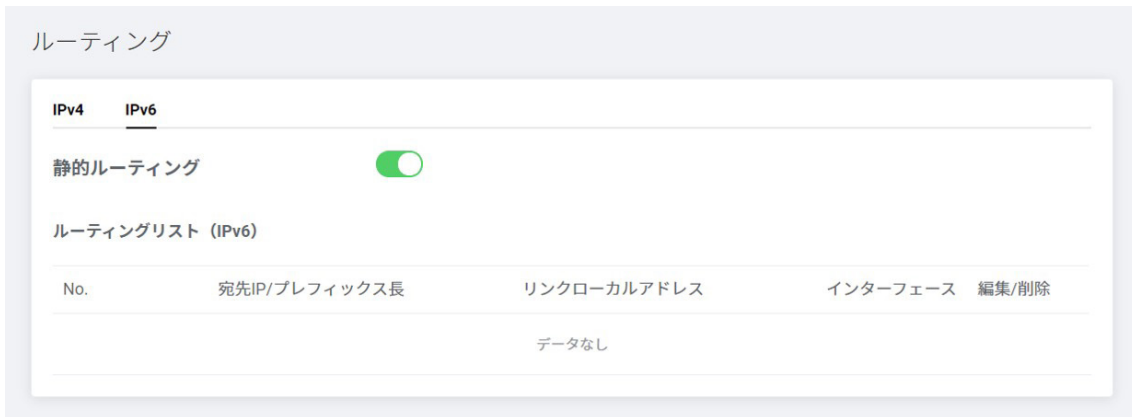 ルーティング
IPv4 IPv6
静的ルーティング
ルーティングリスト（IPv6）
No. 宛先IP/プレフィックス長 リンクローカルアドレス インターフェース 編集/削除
データなし